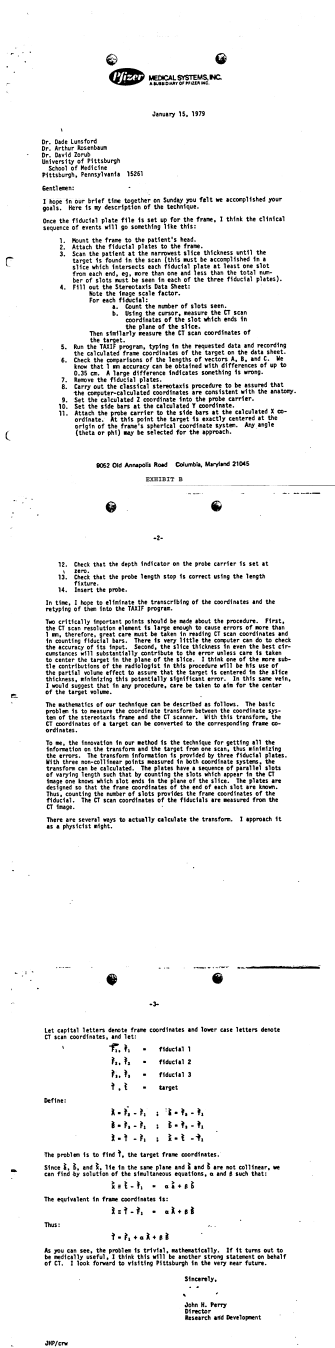 Pfizer MEDICAL SYSTEMS, INC.
A SUBSIDIARY OF PFIZER INC.
January 15, 1979
Dr. Dade Lunsford
Dr. Arthur Rosenbaum
Dr. David Zorub
University of Pittsburgh
School of Medicine
Pittsburgh, Pennsylvania 15261
Gentlemen:
I hope in our brief time together on Sunday you felt we accomplished your
goals. Here is my description of the technique.
Once the fiducial plate file is set up for the frame, I think the clinical
sequence of events will go something like this:
1. Mount the frame to the patient's head.
2. Attach the fiducial plates to the frame.
3. Scan the patient at the narrowest slice thickness until the
target is found in the scan (this must be accomplished in a
slice which intersects each fiducial plate at least one slot
from each end, eg, more than one and less than the total num-
ber of slots must be seen in each of the three fiducial plates).
4. Fill out the Stereotaxis Data Sheet:
Note the image scale factor.
For each fiducial:
a. Count the number of slots seen.
b. Using the cursor, measure the CT scan
coordinates of the slot which ends in
the plane of the slice.
Then similarly measure the CT scan coordinates of
the target.
5. Run the TAXIF program, typing in the requested data and recording
the calculated frame coordinates of the target on the data sheet.
6. Check the comparisons of the lengths of vectors A, B, and C. We
know that 1 mm accuracy can be obtained with differences of up to
0.35 cm. A large difference indicates something is wrong.
7. Remove the fiducial plates.
8. Carry out the classical stereotaxis procedure to be assured that
the computer-calculated coordinates are consistent with the anatomy.
9. Set the calculated Z coordinate into the probe carrier.
10. Set the side bars at the calculated Y coordinate.
11. Attach the probe carrier to the side bars at the calculated X co-
ordinate. At this point the target is exactly centered at the
origin of the frame's spherical coordinate system. Any angle
(theta or phi) may be selected for the approach.
9052 Old Annapolis Road Columbia, Maryland 21045
EXHIBIT B
-2-
12. Check that the depth indicator on the probe carrier is set at
zero.
13. Check that the probe length stop is correct using the length
fixture.
14. Insert the probe.
In time, I hope to eliminate the transcribing of the coordinates and the
retyping of them into the TAXIF program.
Two critically important points should be made about the procedure. First,
the CT scan resolution element is large enough to cause errors of more than
1 mm, therefore, great care must be taken in reading CT scan coordinates and
in counting fiducial bars. There is very little the computer can do to check
the accuracy of its input. Second, the slice thickness in even the best cir-
cumstances will substantially contribute to the error unless care is taken
to center the target in the plane of the slice. I think one of the more sub-
tle contributions of the radiologist in this procedure will be his use of
the partial volume effect to assure that the target is centered in the slice
thickness, minimizing this potentially significant error. In this same vein,
I would suggest that in any procedure, care be taken to aim for the center
of the target volume.
The mathematics of our technique can be described as follows. The basic
problem is to measure the coordinate transform between the coordinate sys-
tem of the stereotaxis frame and the CT scanner. With this transform, the
CT coordinates of a target can be converted to the corresponding frame co-
ordinates.
To me, the innovation in our method is the technique for getting all the
information on the transform and the target from one scan, thus minimizing
the errors. The transform information is provided by three fiducial plates.
With three non-collinear points measured in both coordinate systems, the
transform can be calculated. The plates have a sequence of parallel slots
of varying length such that by counting the slots which appear in the CT
image one knows which slot ends in the plane of the slice. The plates are
designed so that the frame coordinates of the end of each slot are known.
Thus, counting the number of slots provides the frame coordinates of the
fiducial. The CT scan coordinates of the fiducials are measured from the
CT image.
There are several ways to actually calculate the transform. I approach it
as a physicist might.
-3-
Let capital letters denote frame coordinates and lower case letters denote
CT scan coordinates, and let:
= fiducial 1
= fiducial 2
= fiducial 3
= target
Define:
The problem is to find T, the target frame coordinates.
Since lie in the same plane and are not collinear, we
can find by solution of the simultaneous equations, α and β such that:
The equivalent in frame coordinates is:
Thus:
As you can see, the problem is trivial, mathematically. If it turns out to
be medically useful, I think this will be another strong statement on behalf
of CT. I look forward to visiting Pittsburgh in the very near future.
Sincerely,
John H. Perry
Director
Research and Development
JHP/crw